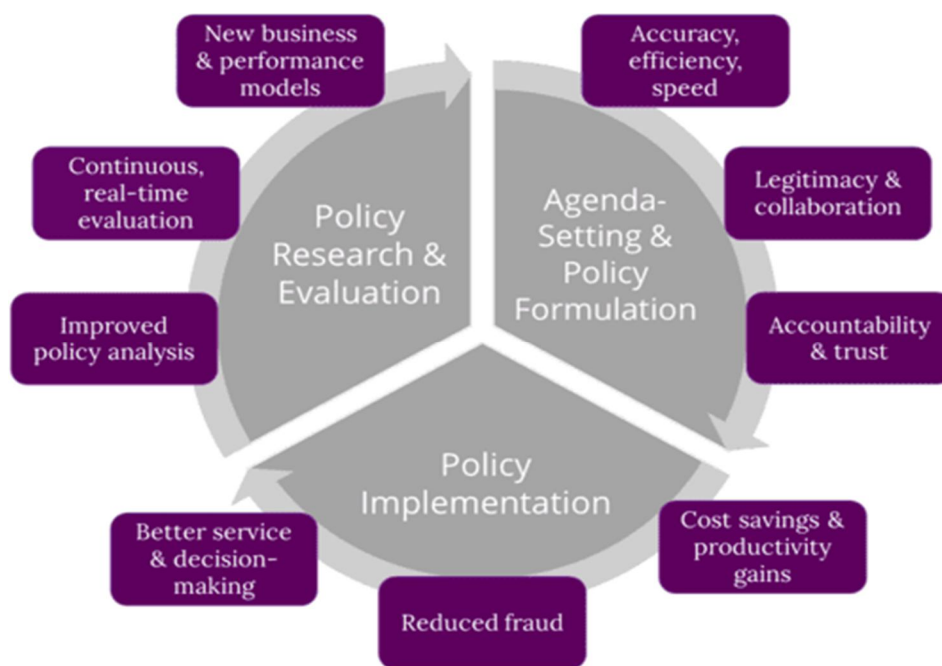 New business
& performance
models
Accuracy,
efficiency,
speed
Continuous,
real-time
evaluation
Legitimacy &
collaboration
Policy
Research &
Evaluation
Agenda-
Setting &
Policy
Formulation
Improved
policy analysis
Accountability
& trust
Policy
Implementation
Better service
& decision-
making
Cost savings &
productivity
gains
Reduced fraud